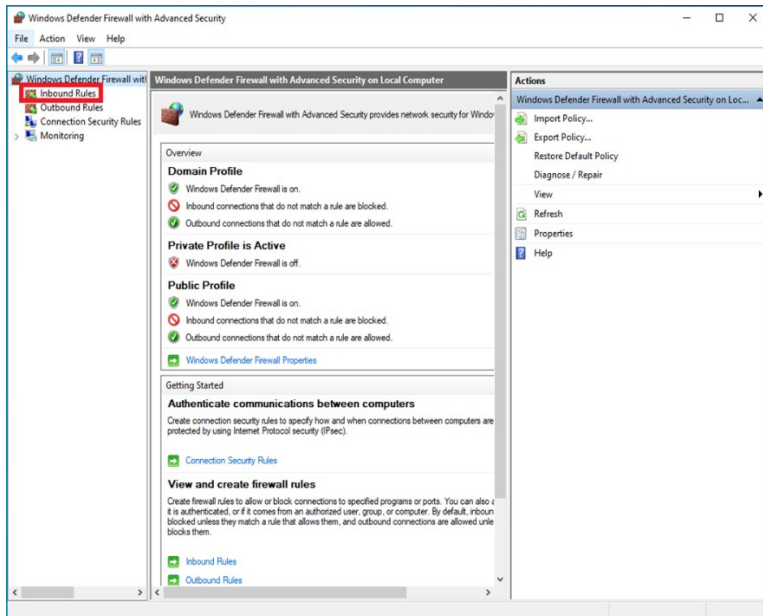 Windows Defender Firewall with Advanced Security
File Action View Help
Windows Defender Firewall witl
Inbound Rules
Outbound Rules
Connection Security Rules
Monitoring
Windows Defender Firewall with Advanced Security on Local Computer
Windows Defender Firewall with Advanced Security provides network security for Window
Overview
Domain Profile
Windows Defender Firewall is on.
Inbound connections that do not match a rule are blocked.
Outbound connections that do not match a rule are allowed.
Private Profile is Active
Windows Defender Firewall is off.
Public Profile
Windows Defender Firewall is on.
Inbound connections that do not match a rule are blocked.
Outbound connections that do not match a rule are allowed.
Windows Defender Firewall Properties
Getting Started
Authenticate communications between computers
Create connection security rules to specify how and when connections between computers are
protected by using Internet Protocol security (IPsec).
Connection Security Rules
View and create firewall rules
Create firewall rules to allow or block connections to specified programs or ports. You can also a
it is authenticated, or if it comes from an authorized user, group, or computer. By default, inboun
blocked unless they match a rule that allows them, and outbound connections are allowed unle
blocks them.
Inbound Rules
Outbound Rules
Actions
Windows Defender Firewall with Advanced Security on Loc...
Import Policy...
Export Policy...
Restore Default Policy
Diagnose / Repair
View
Refresh
Properties
Help